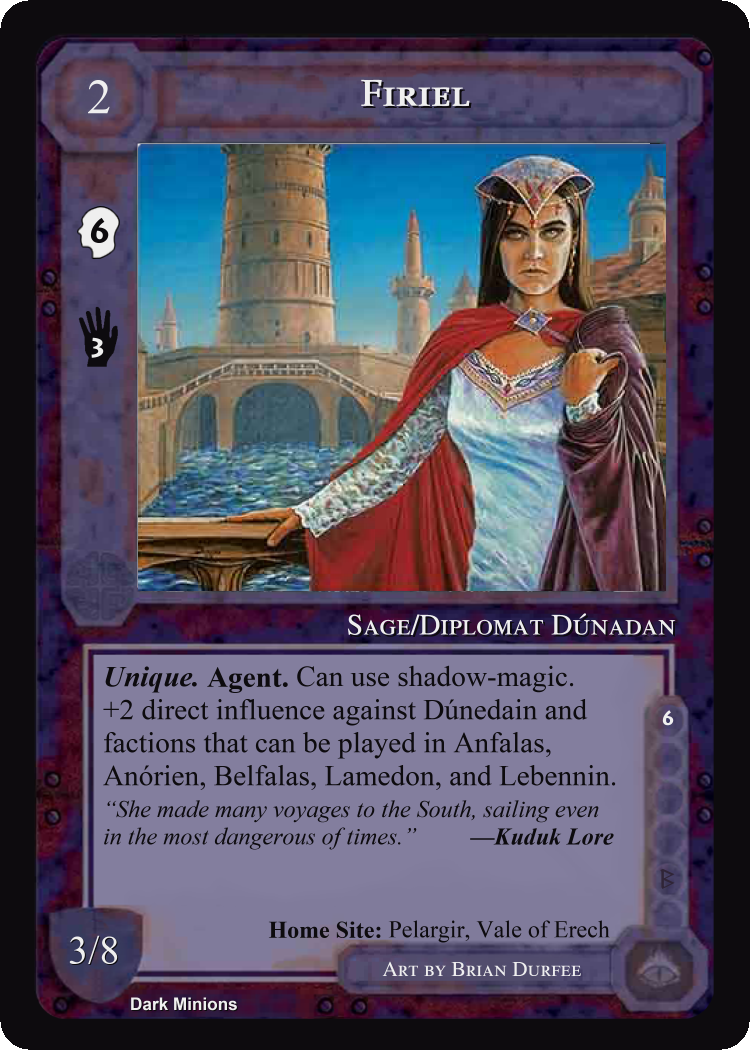 2
FIRIEL
6
3
SAGE/DIPLOMAT DÚNADAN
Unique. Agent. Can use shadow-magic.
+2 direct influence against Dúnedain and
factions that can be played in Anfalas,
Anórien, Belfalas, Lamedon, and Lebennin.
“She made many voyages to the South, sailing even
in the most dangerous of times.” —Kuduk Lore
6
Home Site: Pelargir, Vale of Erech
3/8
ART BY BRIAN DURFEE
Dark Minions